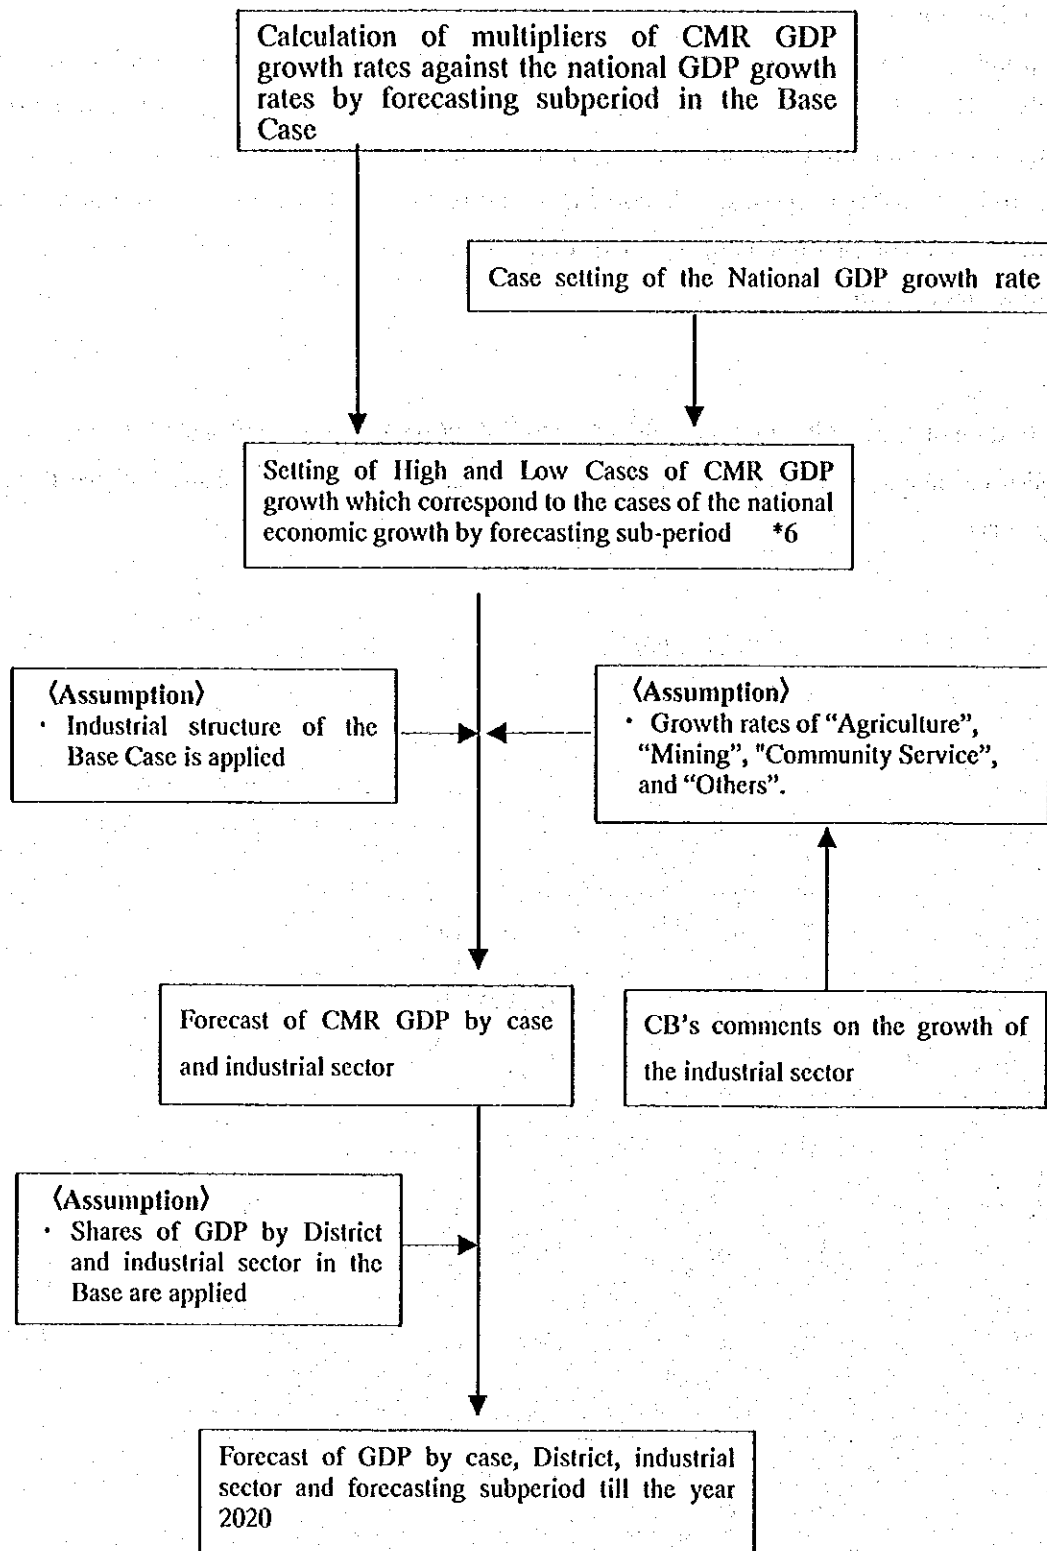 Calculation of multipliers of CMR GDP
growth rates against the national GDP growth
rates by forecasting subperiod in the Base
Case
Case setting of the National GDP growth rate
Setting of High and Low Cases of CMR GDP
growth which correspond to the cases of the national
economic growth by forecasting sub-period *6
〈Assumption〉
· Industrial structure of the
Base Case is applied
〈Assumption〉
· Growth rates of “Agriculture”,
“Mining”, "Community Service”,
and “Others”.
Forecast of CMR GDP by case
and industrial sector
CB’s comments on the growth of
the industrial sector
〈Assumption〉
· Shares of GDP by District
and industrial sector in the
Base are applied
Forecast of GDP by case, District, industrial
sector and forecasting subperiod till the year
2020